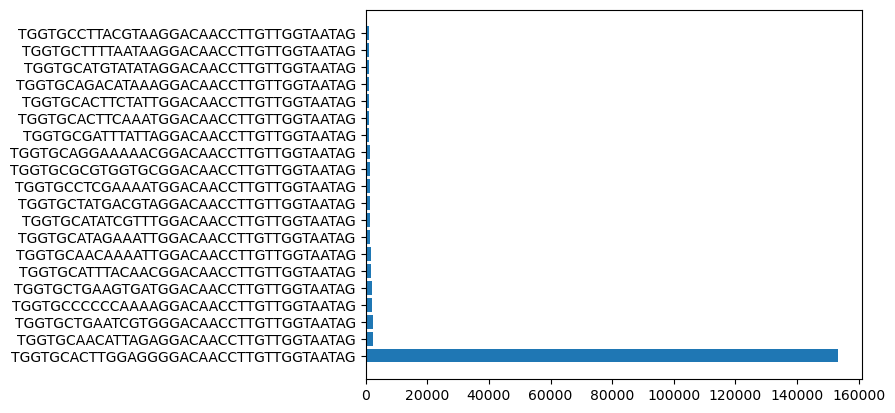 TGGTGCCTTACGTAAGGACAACCTTGTTGGTAATAG
TGGTGCTTTTAATAAGGACAACCTTGTTGGTAATAG
TGGTGCATGTATATAGGACAACCTTGTTGGTAATAG
TGGTGCAGACATAAAGGACAACCTTGTTGGTAATAG
TGGTGCACTTCTATTGGACAACCTTGTTGGTAATAG
TGGTGCACTTCAAATGGACAACCTTGTTGGTAATAG
TGGTGCGATTTATTAGGACAACCTTGTTGGTAATAG
TGGTGCAGGAAAAACGGACAACCTTGTTGGTAATAG
TGGTGCGCGTGGTGCGGACAACCTTGTTGGTAATAG
TGGTGCCTCGAAAATGGACAACCTTGTTGGTAATAG
TGGTGCTATGACGTAGGACAACCTTGTTGGTAATAG
TGGTGCATATCGTTTGGACAACCTTGTTGGTAATAG
TGGTGCATAGAAATTGGACAACCTTGTTGGTAATAG
TGGTGCAACAAAATTGGACAACCTTGTTGGTAATAG
TGGTGCATTTACAACGGACAACCTTGTTGGTAATAG
TGGTGCTGAAGTGATGGACAACCTTGTTGGTAATAG
TGGTGCCCCCCAAAAGGACAACCTTGTTGGTAATAG
TGGTGCTGAATCGTGGGACAACCTTGTTGGTAATAG
TGGTGCAACATTAGAGGACAACCTTGTTGGTAATAG
TGGTGCACTTGGAGGGGACAACCTTGTTGGTAATAG
0 20000 40000 60000 80000 100000 120000 140000 160000